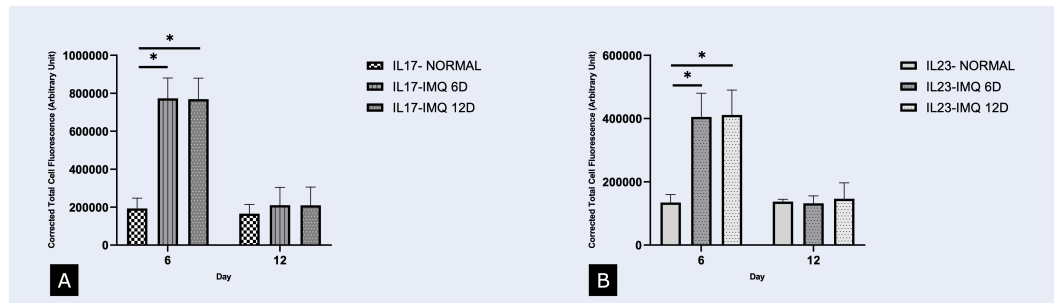 Corrected Total Cell Fluorescence (Arbitrary Unit)
1000000
800000
600000
400000
200000
0
*
*
6
12
Day
IL17- NORMAL
IL17-IMQ 6D
IL17-IMQ 12D
A
Corrected Total Cell Fluorescence (Arbitrary Unit)
600000
400000
200000
0
*
*
6
12
Day
IL23- NORMAL
IL23-IMQ 6D
IL23-IMQ 12D
B